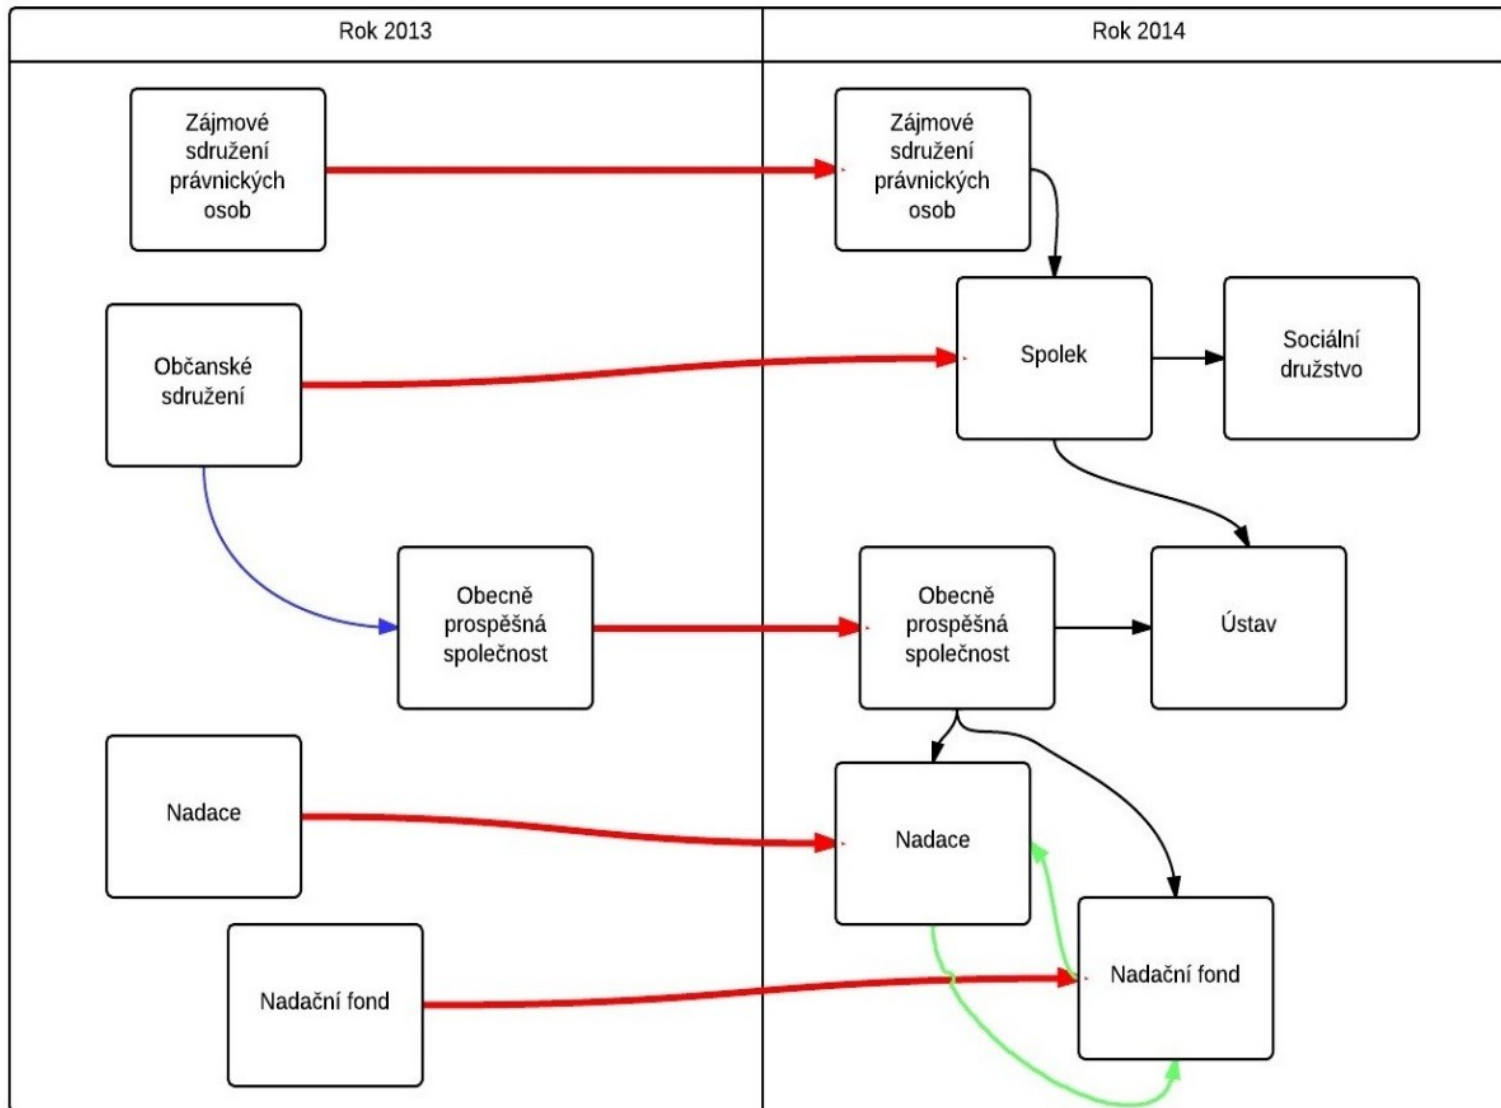 Rok 2013
Rok 2014
Zájmové
sdružení
právnických
osob
Zájmové
sdružení
právnických
osob
Občanské
sdružení
Spolek
Sociální
družstvo
Obecně
prospěšná
společnost
Obecně
prospěšná
společnost
Ústav
Nadace
Nadace
Nadační fond
Nadační fond